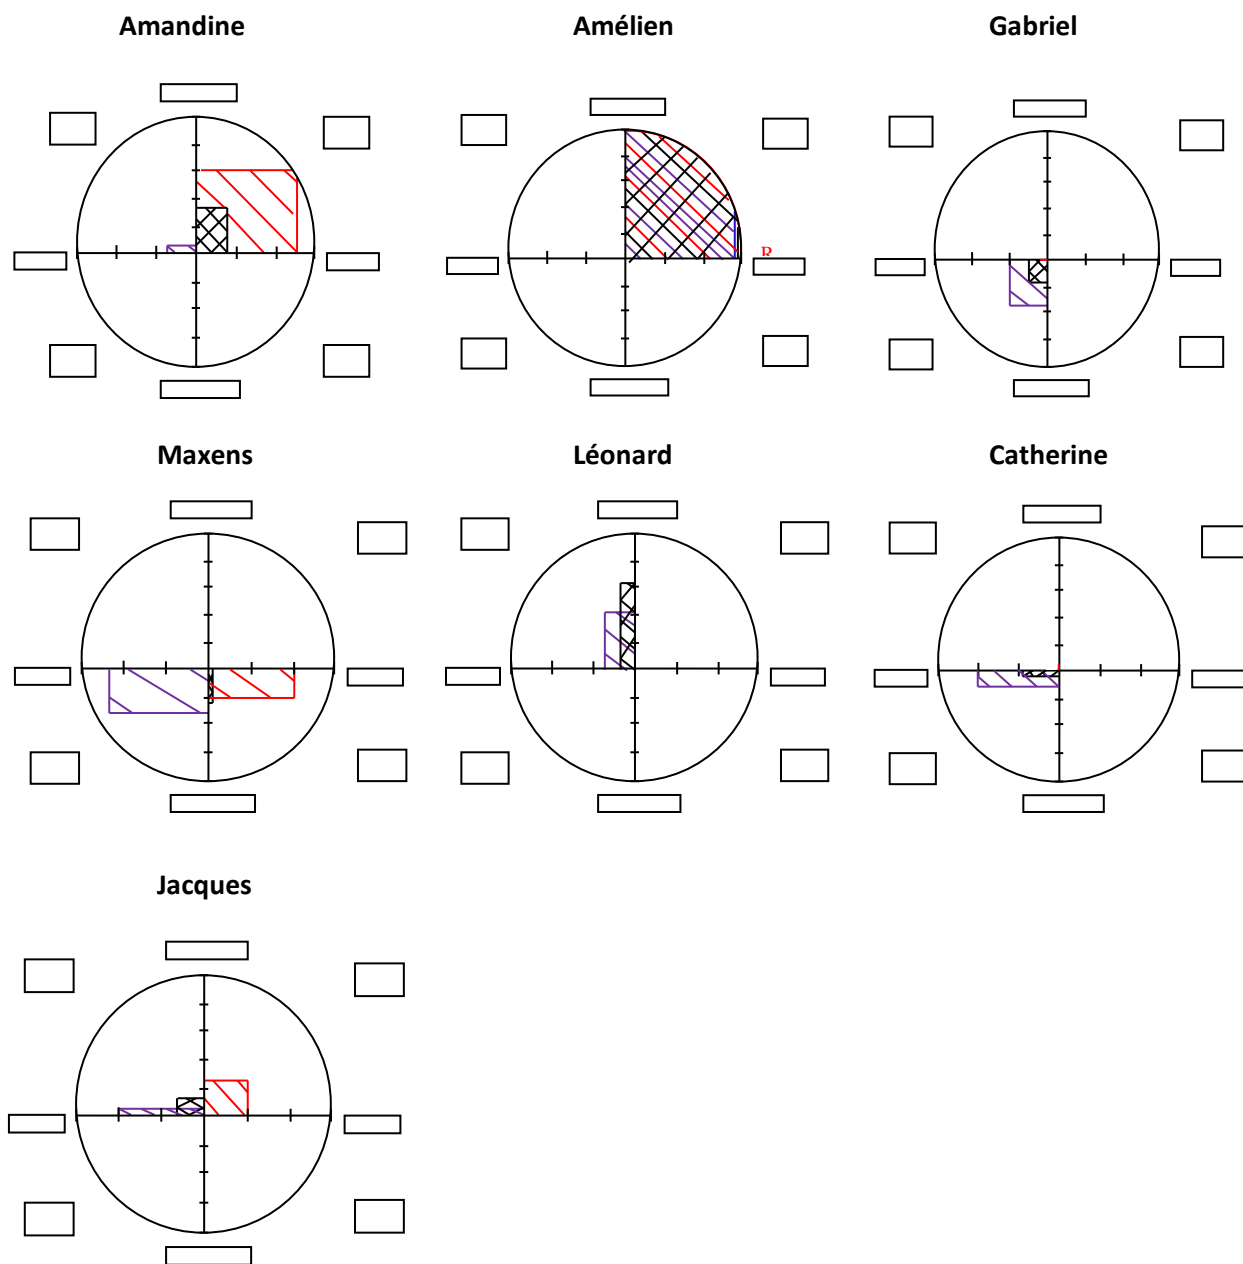 Amandine
Amélien
Gabriel
R
Maxens
Léonard
Catherine
Jacques